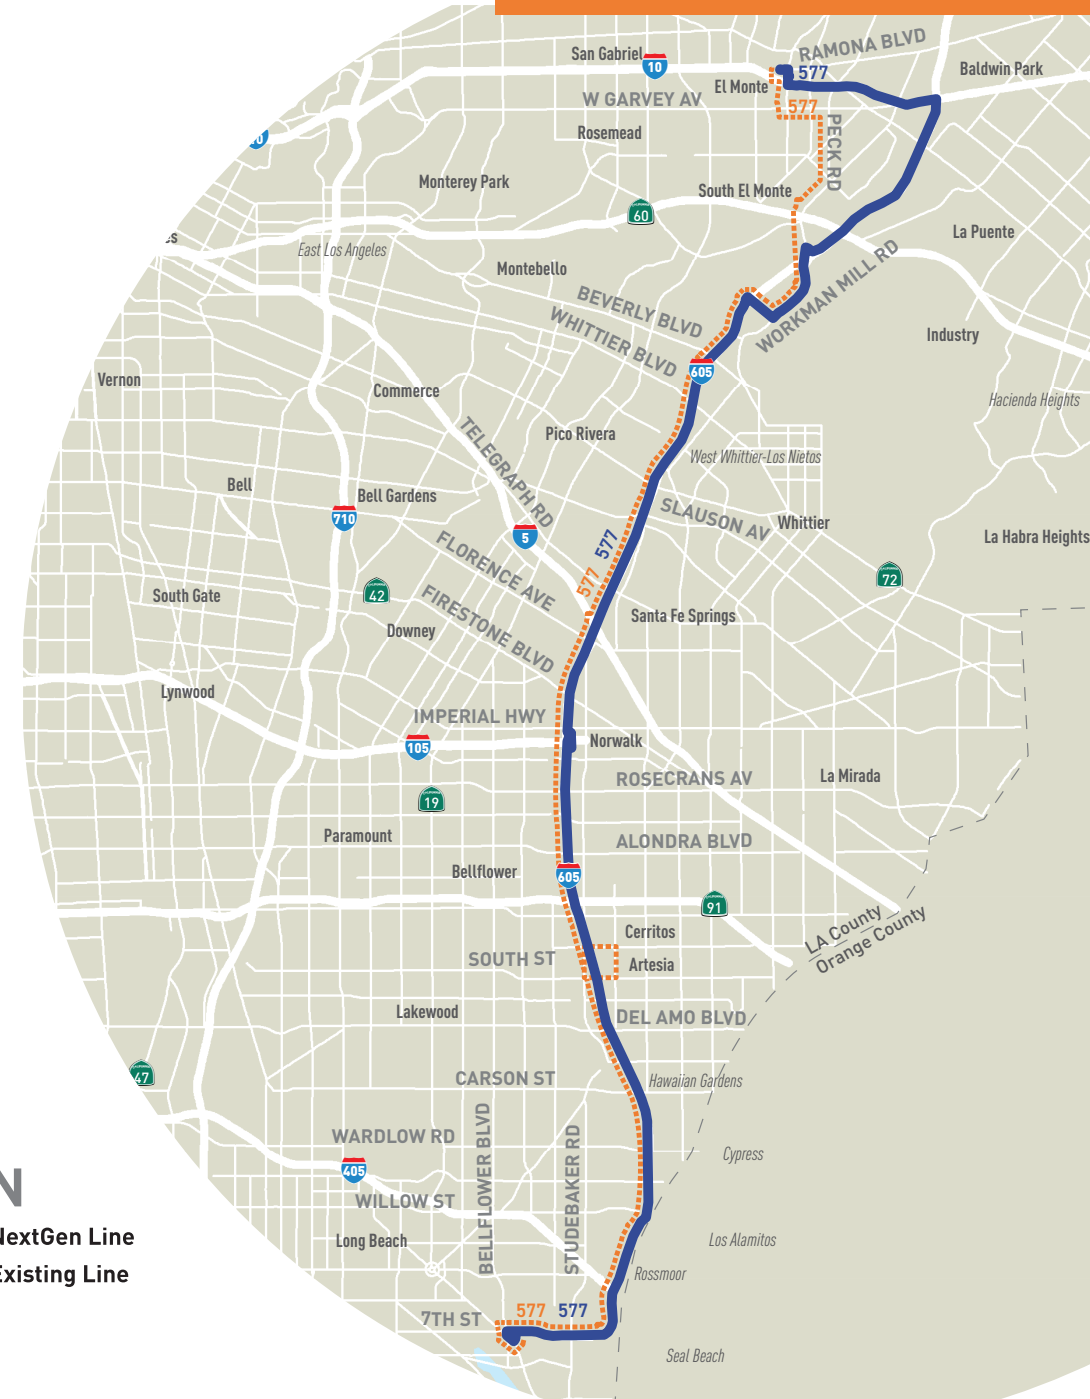 RAMONA BLVD
San Gabriel
10
577
Baldwin Park
El Monte
W GARVEY AV
577
Rosemead
PECK RD
Monterey Park
South El Monte
60
La Puente
East Los Angeles
Montebello
WORKMAN MILL RD
BEVERLY BLVD
WHITTIER BLVD
Industry
605
Vernon
Commerce
Hacienda Heights
TELEGRAPH RD
Pico Rivera
West Whittier-Los Nietos
Bell
Bell Gardens
SLAUSON AV
Whittier
710
5
577
577
La Habra Heights
FLORENCE AVE
72
42
South Gate
FIRESTONE BLVD
Santa Fe Springs
Downey
Lynwood
IMPERIAL HWY
105
Norwalk
ROSECRANS AV
La Mirada
19
Paramount
ALONDRA BLVD
Bellflower
605
91
LA County
Orange County
Cerritos
SOUTH ST
Artesia
Lakewood
DEL AMO BLVD
47
CARSON ST
Hawaiian Gardens
BELLFLOWER BLVD
STUDEBAKER RD
WARDLOW RD
Cypress
405
WILLOW ST
N
NextGen Line
Long Beach
Los Alamitos
Existing Line
Rossmoor
7TH ST
577
577
Seal Beach